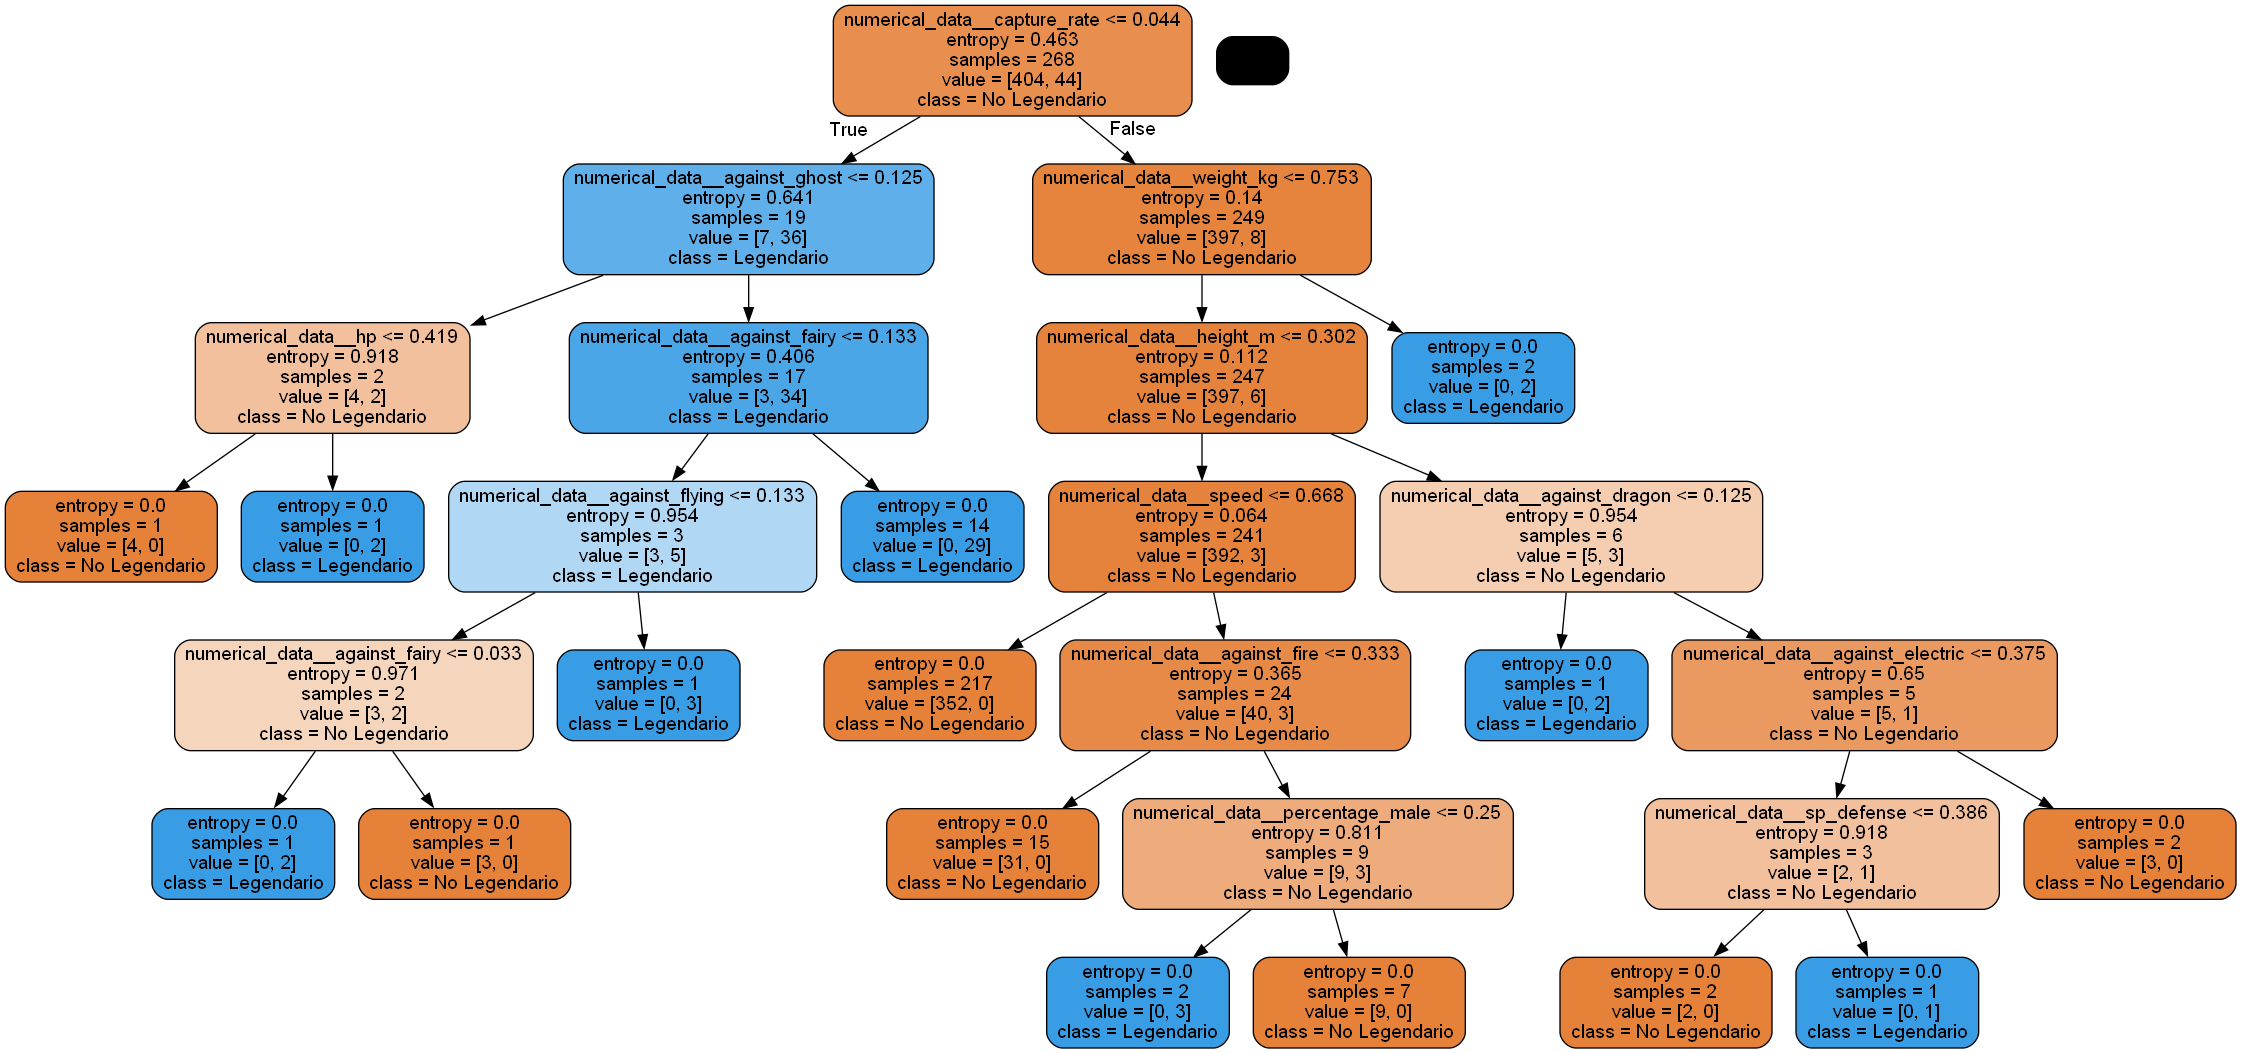 numerical_data__capture_rate <= 0.044
entropy = 0.463
samples = 268
value = [404, 44]
class = No Legendario
True
False
numerical_data__against_ghost <= 0.125
entropy = 0.641
samples = 19
value = [7, 36]
class = Legendario
numerical_data__weight_kg <= 0.753
entropy = 0.14
samples = 249
value = [397, 8]
class = No Legendario
numerical_data__hp <= 0.419
entropy = 0.918
samples = 2
value = [4, 2]
class = No Legendario
numerical_data__against_fairy <= 0.133
entropy = 0.406
samples = 17
value = [3, 34]
class = Legendario
numerical_data__height_m <= 0.302
entropy = 0.112
samples = 247
value = [397, 6]
class = No Legendario
entropy = 0.0
samples = 2
value = [0, 2]
class = Legendario
entropy = 0.0
samples = 1
value = [4, 0]
class = No Legendario
entropy = 0.0
samples = 1
value = [0, 2]
class = Legendario
numerical_data__against_flying <= 0.133
entropy = 0.954
samples = 3
value = [3, 5]
class = Legendario
entropy = 0.0
samples = 14
value = [0, 29]
class = Legendario
numerical_data__speed <= 0.668
entropy = 0.064
samples = 241
value = [392, 3]
class = No Legendario
numerical_data__against_dragon <= 0.125
entropy = 0.954
samples = 6
value = [5, 3]
class = No Legendario
numerical_data__against_fairy <= 0.033
entropy = 0.971
samples = 2
value = [3, 2]
class = No Legendario
entropy = 0.0
samples = 1
value = [0, 3]
class = Legendario
entropy = 0.0
samples = 217
value = [352, 0]
class = No Legendario
numerical_data__against_fire <= 0.333
entropy = 0.365
samples = 24
value = [40, 3]
class = No Legendario
entropy = 0.0
samples = 1
value = [0, 2]
class = Legendario
numerical_data__against_electric <= 0.375
entropy = 0.65
samples = 5
value = [5, 1]
class = No Legendario
entropy = 0.0
samples = 1
value = [0, 2]
class = Legendario
entropy = 0.0
samples = 1
value = [3, 0]
class = No Legendario
entropy = 0.0
samples = 15
value = [31, 0]
class = No Legendario
numerical_data__percentage_male <= 0.25
entropy = 0.811
samples = 9
value = [9, 3]
class = No Legendario
numerical_data__sp_defense <= 0.386
entropy = 0.918
samples = 3
value = [2, 1]
class = No Legendario
entropy = 0.0
samples = 2
value = [3, 0]
class = No Legendario
entropy = 0.0
samples = 2
value = [0, 3]
class = Legendario
entropy = 0.0
samples = 7
value = [9, 0]
class = No Legendario
entropy = 0.0
samples = 2
value = [2, 0]
class = No Legendario
entropy = 0.0
samples = 1
value = [0, 1]
class = Legendario